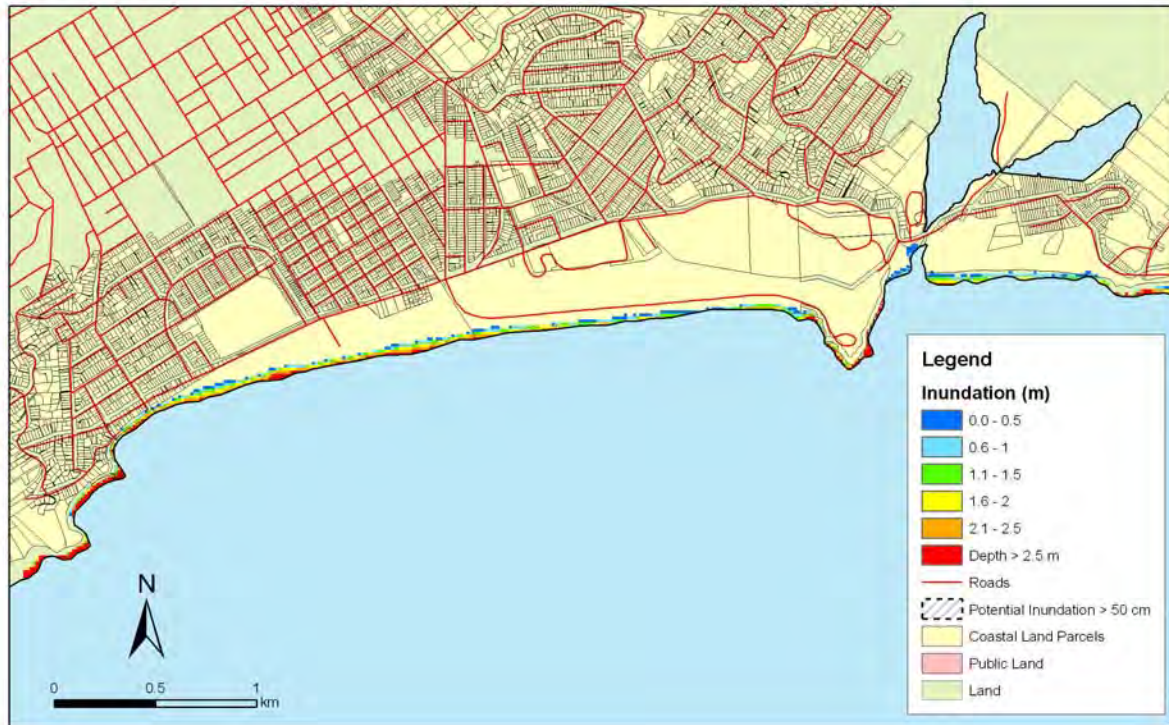 Legend
Inundation (m)
0.0 - 0.5
0.6 - 1
1.1 - 1.5
1.6 - 2
2.1 - 2.5
Depth > 2.5 m
Roads
Potential Inundation > 50 cm
Coastal Land Parcels
Public Land
Land
N
0 0.5 1
km